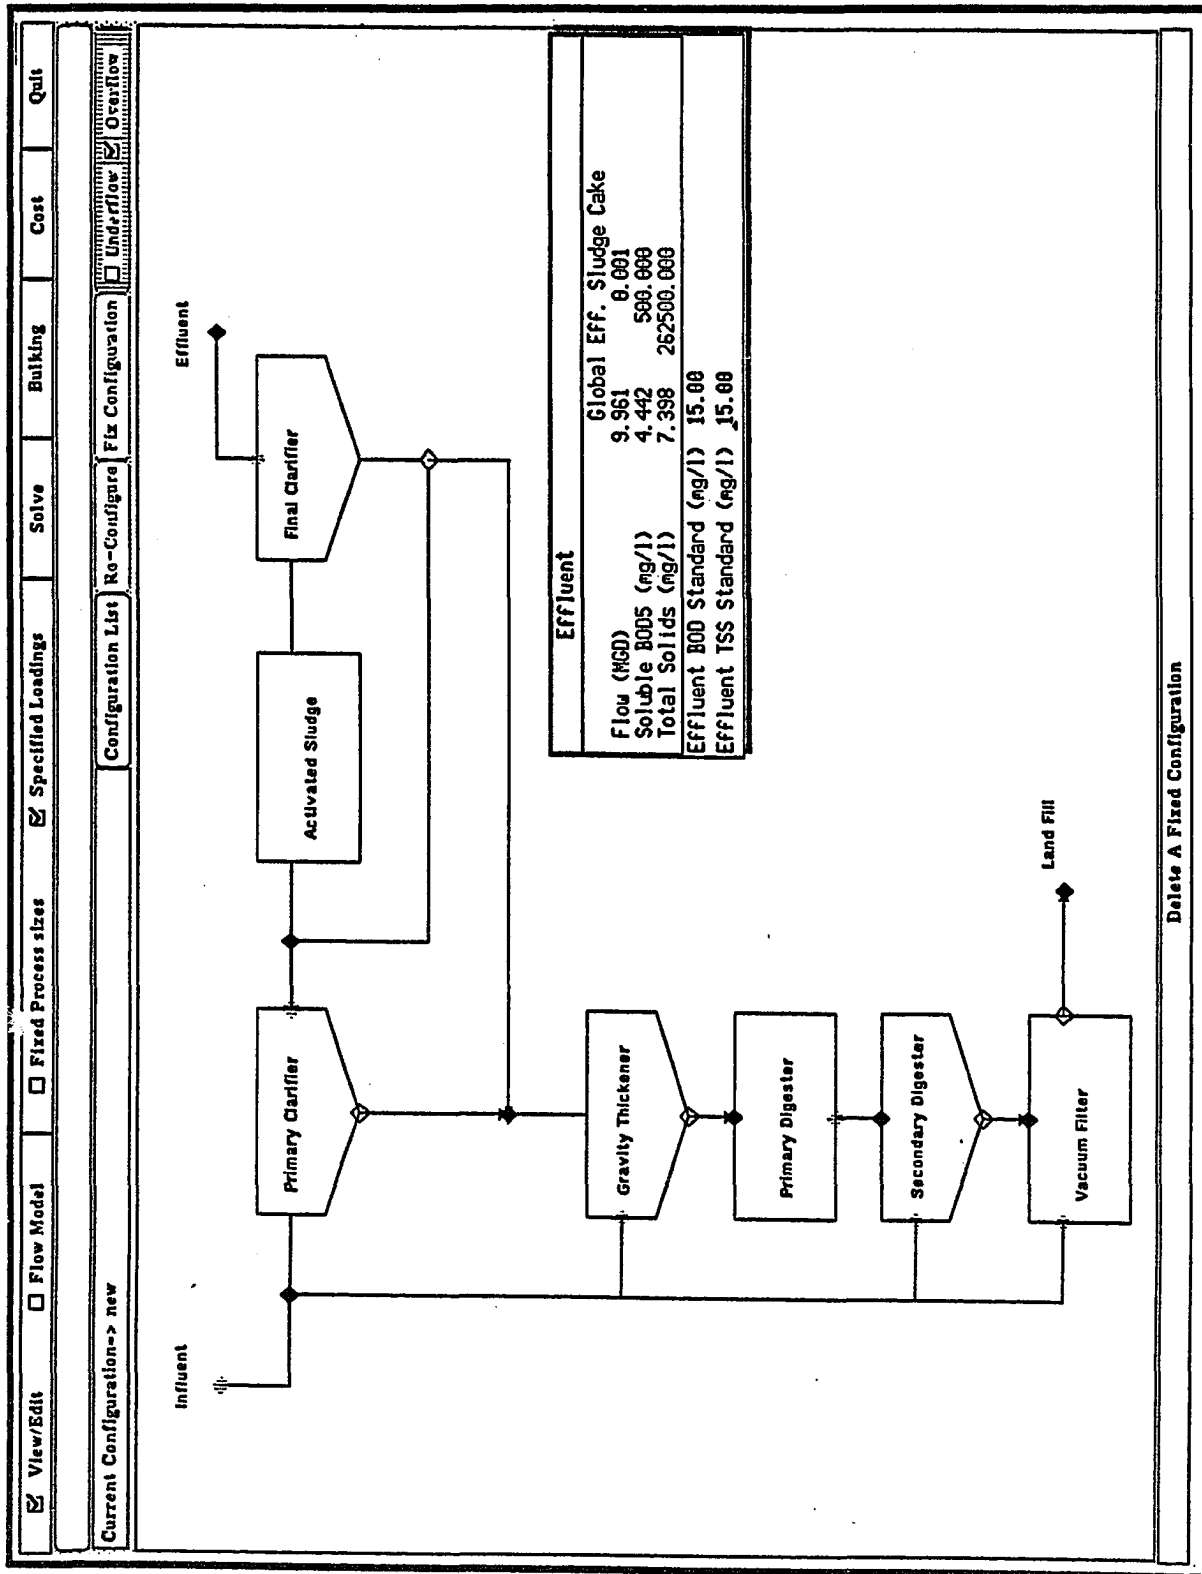 View/Edit Flow Model Fixed Process sizes Specified Loadings Solve Bulking Cost Quit
Current Configuration=> new Configuration List Re-Configure Fix Configuration Underflow Overflow
Influent
Effluent
Primary Clarifier
Activated Sludge
Final Clarifier
Gravity Thickener
Primary Digester
Secondary Digester
Vacuum Filter
Land Fill
Effluent
Global Eff. Sludge Cake
Flow (MGD) 9.961 0.001
Soluble BOD5 (mg/l) 4.442 500.000
Total Solids (mg/l) 7.398 262500.000
Effluent BOD Standard (mg/l) 15.00
Effluent TSS Standard (mg/l) 15.00
Delete A Fixed Configuration